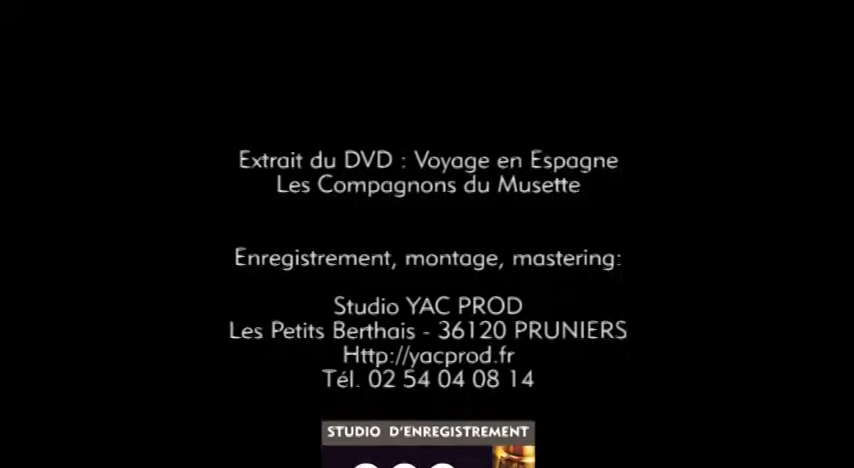 Extrait du DVD : Voyage en Espagne
Les Compagnons du Musette
Enregistrement, montage, mastering:
Studio YAC PROD
Les Petits Berthais - 36120 PRUNIERS
Http://yacprod.fr
Tél. 02 54 04 08 14
STUDIO D'ENREGISTREMENT